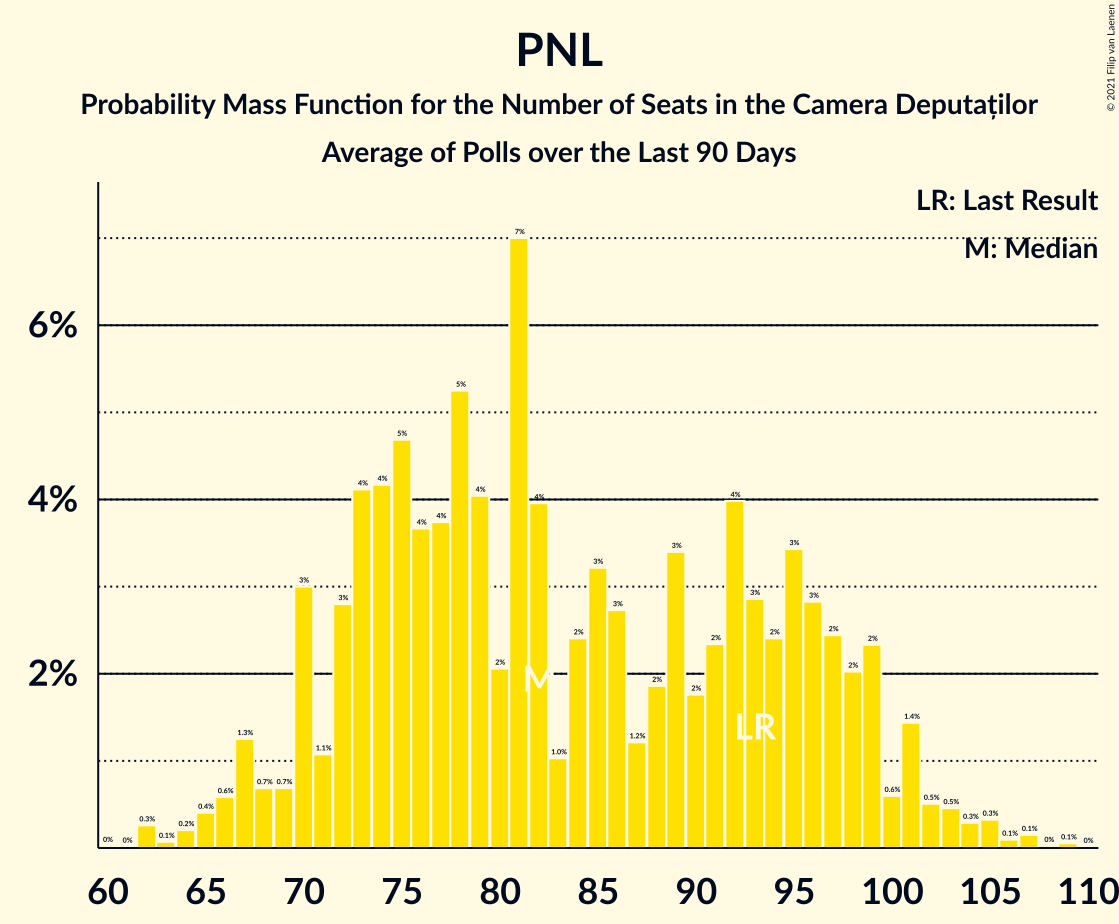 PNL
Probability Mass Function for the Number of Seats in the Camera Deputaților
Average of Polls over the Last 90 Days
© 2021 Filip van Laenen
LR: Last Result
M: Median
6%
4%
2%
0% 0% 0.3% 0.1% 0.2% 0.4% 0.6% 1.3% 0.7% 0.7% 3% 1.1% 3% 4% 4% 5% 4% 4% 5% 4% 2% 7% 4% 1.0% 2% 3% 3% 1.2% 2% 3% 2% 2% 4% 3% 2% 3% 3% 2% 2% 2% 0.6% 1.4% 0.5% 0.5% 0.3% 0.3% 0.1% 0.1% 0% 0.1% 0%
M
LR
60 65 70 75 80 85 90 95 100 105 110